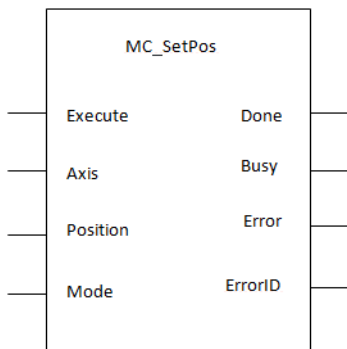 MC_SetPos
Execute Done
Axis Busy
Position Error
Mode ErrorID